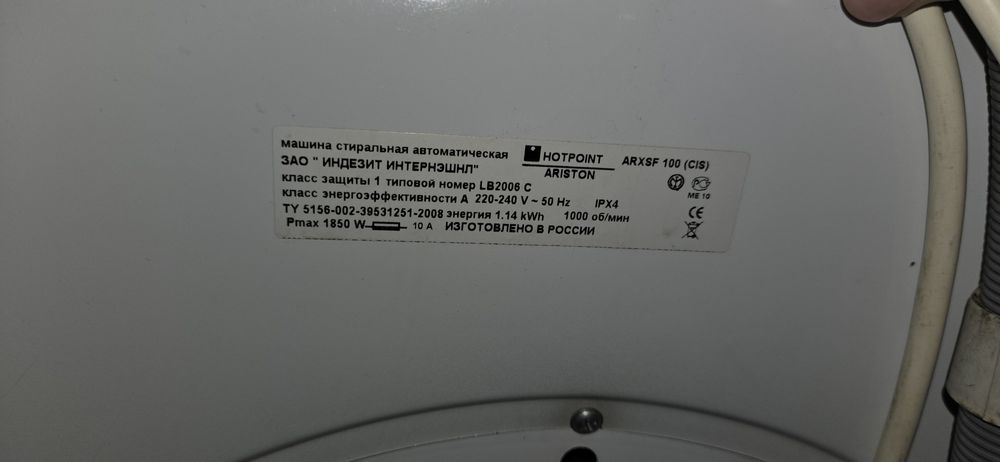 машина стиральная автоматическая
ЗАО " ИНДЕЗИТ ИНТЕРНЭШНЛ"
класс защиты 1 типовой номер LB2006 C
класс энергоэффективности A 220-240 V ~ 50 Hz IPX4
ТУ 5156-002-39531251-2008 энергия 1.14 kWh 1000 об/мин
Pmax 1850 W 10 A ИЗГОТОВЛЕНО В РОССИИ
HOTPOINT
ARISTON
ARXSF 100 (CIS)
ME 10
CE